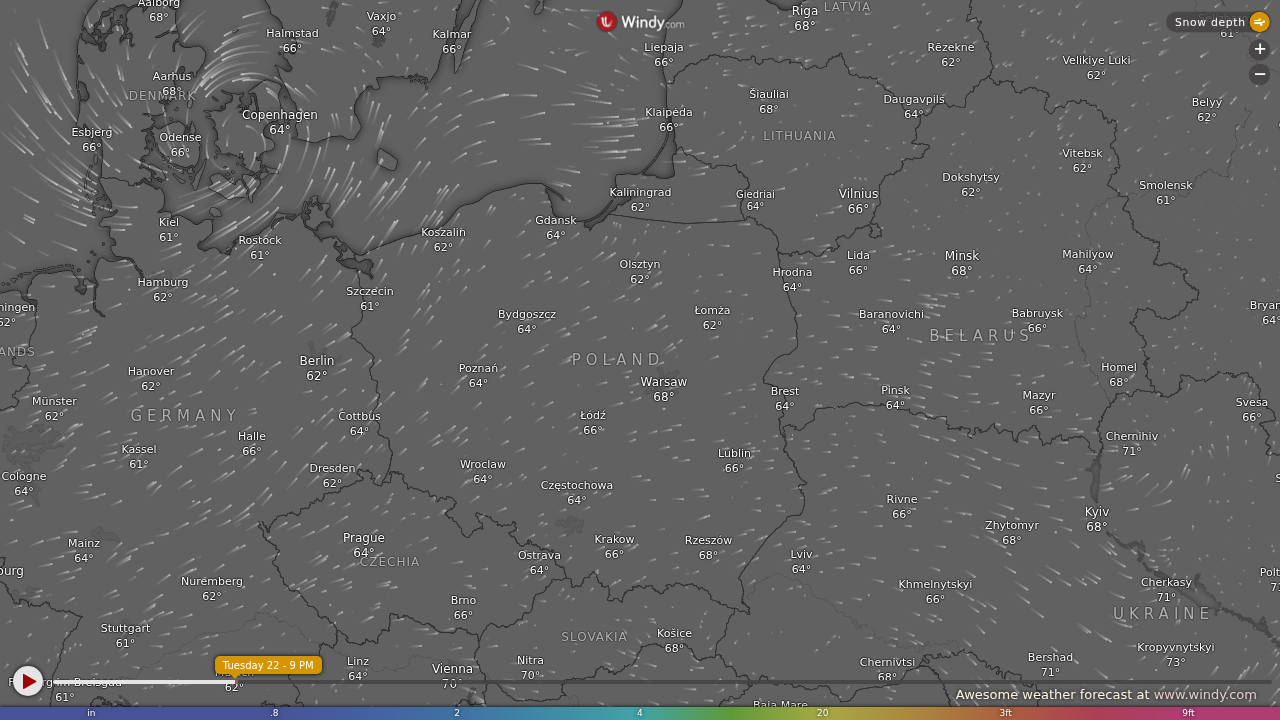 Aalborg
68°
Vaxjo
64°
Halmstad
66°
Kalmar
66°
Windy.com
Riga
68°
LATVIA
Snow depth
61°
Liepaja
66°
Rēzekne
62°
Velikiye Luki
62°
+
−
Aarhus
68°
DENMARK
Copenhagen
64°
Šiauliai
68°
Daugavpils
64°
Belyy
62°
Klaipėda
66°
Esbjerg
66°
Odense
66°
LITHUANIA
Vitebsk
62°
Dokshytsy
62°
Smolensk
61°
Kaliningrad
62°
Giedriai
64°
Vilnius
66°
Kiel
61°
Rostock
61°
Koszalin
62°
Gdansk
64°
Olsztyn
62°
Hrodna
64°
Lida
66°
Minsk
68°
Mahilyow
64°
Hamburg
62°
Szczecin
61°
ningen
62°
Bydgoszcz
64°
Łomża
62°
Baranovichi
64°
Babruysk
66°
Bryan
64°
BELARUS
ANDS
POLAND
Berlin
62°
Hanover
62°
Poznań
64°
Warsaw
68°
Brest
64°
Pinsk
64°
Homel
68°
Mazyr
66°
Münster
62°
GERMANY
Cottbus
64°
Łódź
66°
Svesa
66°
Kassel
61°
Halle
66°
Chernihiv
71°
Lublin
66°
Cologne
64°
Dresden
62°
Wroclaw
64°
Częstochowa
64°
Rivne
66°
Kyiv
68°
Zhytomyr
68°
Mainz
64°
Prague
64°
CZECHIA
Ostrava
64°
Krakow
66°
Rzeszów
68°
Lviv
64°
burg
Nuremberg
62°
Khmelnytskyi
66°
Cherkasy
71°
Polt
71
Brno
66°
UKRAINE
Stuttgart
61°
SLOVAKIA
Košice
68°
Tuesday 22 - 9 PM
Linz
64°
Vienna
70°
Nitra
70°
Chernivtsi
68°
Bershad
71°
Kropyvnytskyi
73°
61°
62°
Baia Mare
Awesome weather forecast at www.windy.com
in .8 2 4 20 3ft 9ft